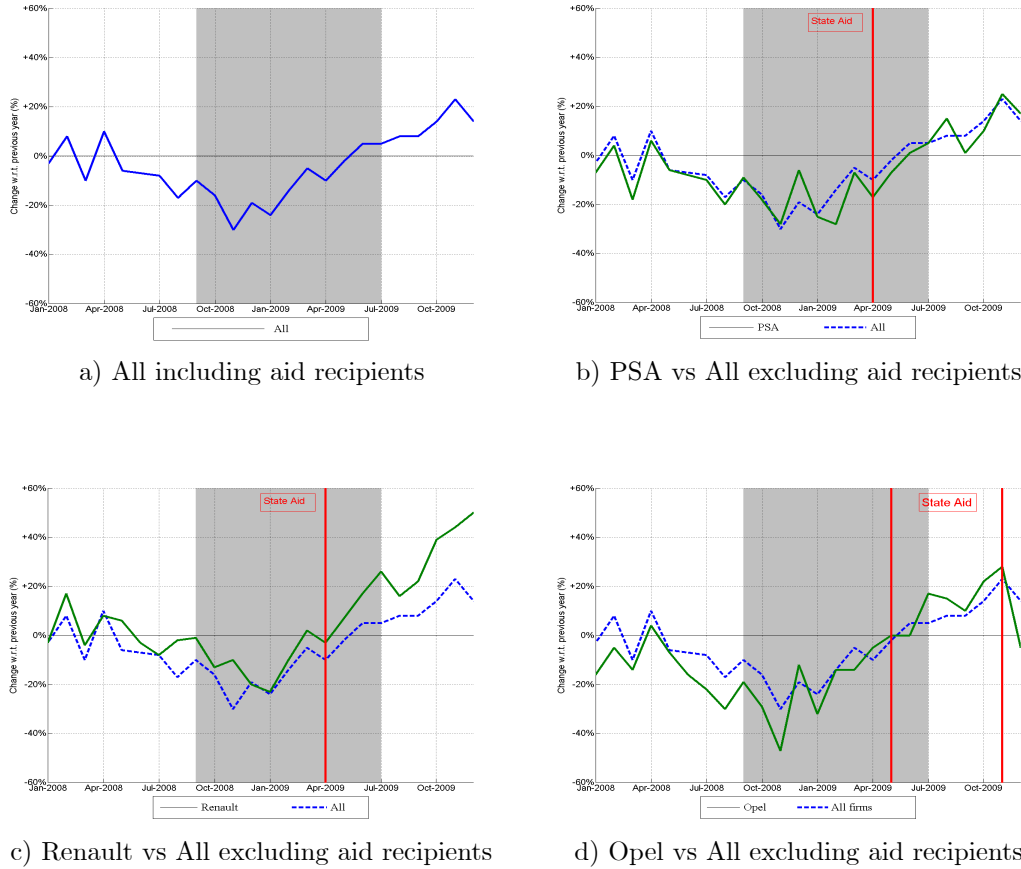 Change w.r.t. previous year (%)
+60%
+40%
+20%
0%
-20%
-40%
-60%
Jan-2008 Apr-2008 Jul-2008 Oct-2008 Jan-2009 Apr-2009 Jul-2009 Oct-2009
All
a) All including aid recipients
Change w.r.t. previous year (%)
+60%
State Aid
+40%
+20%
0%
-20%
-40%
-60%
Jan-2008 Apr-2008 Jul-2008 Oct-2008 Jan-2009 Apr-2009 Jul-2009 Oct-2009
PSA All
b) PSA vs All excluding aid recipients
Change w.r.t. previous year (%)
+60%
State Aid
+40%
+20%
0%
-20%
-40%
-60%
Jan-2008 Apr-2008 Jul-2008 Oct-2008 Jan-2009 Apr-2009 Jul-2009 Oct-2009
Renault All
c) Renault vs All excluding aid recipients
Change w.r.t. previous year (%)
+60%
State Aid
+40%
+20%
0%
-20%
-40%
-60%
Jan-2008 Apr-2008 Jul-2008 Oct-2008 Jan-2009 Apr-2009 Jul-2009 Oct-2009
Opel All firms
d) Opel vs All excluding aid recipients